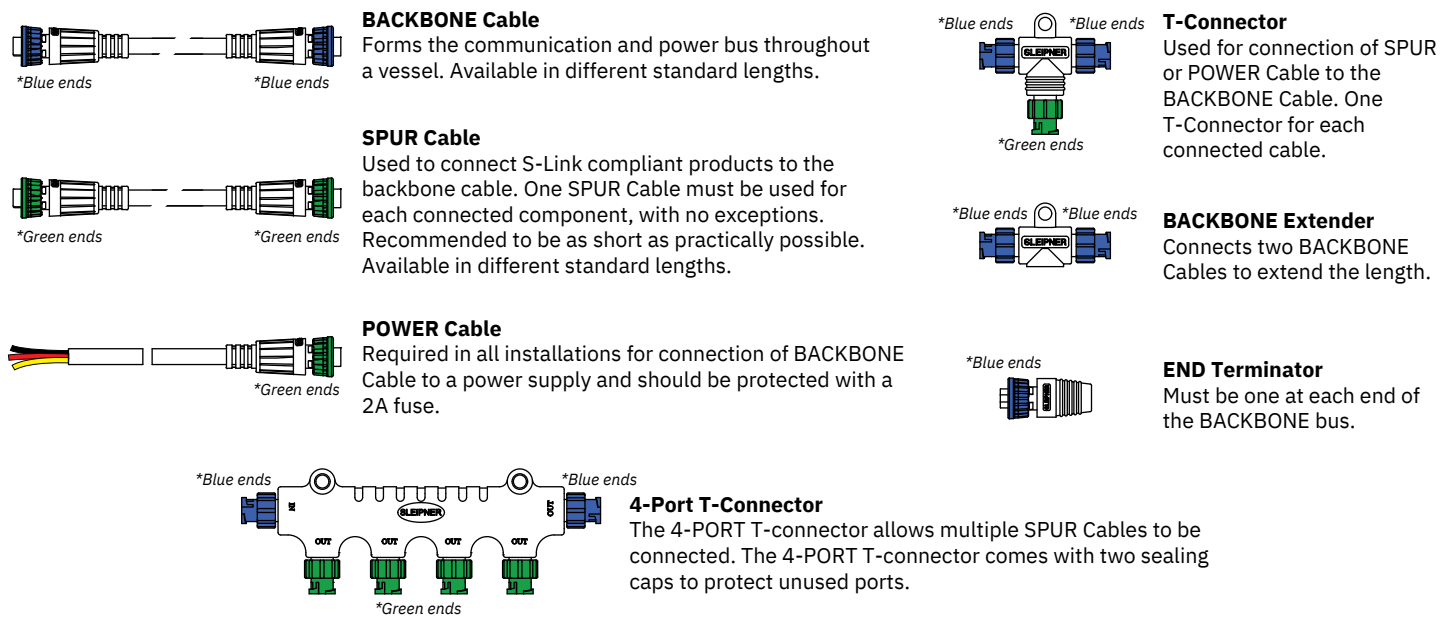 BACKBONE Cable
Forms the communication and power bus throughout
a vessel. Available in different standard lengths.
*Blue ends
*Blue ends
SPUR Cable
Used to connect S-Link compliant products to the
backbone cable. One SPUR Cable must be used for
each connected component, with no exceptions.
Recommended to be as short as practically possible.
Available in different standard lengths.
*Green ends
*Green ends
POWER Cable
Required in all installations for connection of BACKBONE
Cable to a power supply and should be protected with a
2A fuse.
*Green ends
*Blue ends
*Blue ends
SLEIPNER
*Green ends
T-Connector
Used for connection of SPUR
or POWER Cable to the
BACKBONE Cable. One
T-Connector for each
connected cable.
*Blue ends
*Blue ends
SLEIPNER
BACKBONE Extender
Connects two BACKBONE
Cables to extend the length.
*Blue ends
SLEIPNER
END Terminator
Must be one at each end of
the BACKBONE bus.
*Blue ends
*Blue ends
IN
SLEIPNER
OUT
OUT
OUT
OUT
OUT
*Green ends
4-Port T-Connector
The 4-PORT T-connector allows multiple SPUR Cables to be
connected. The 4-PORT T-connector comes with two sealing
caps to protect unused ports.